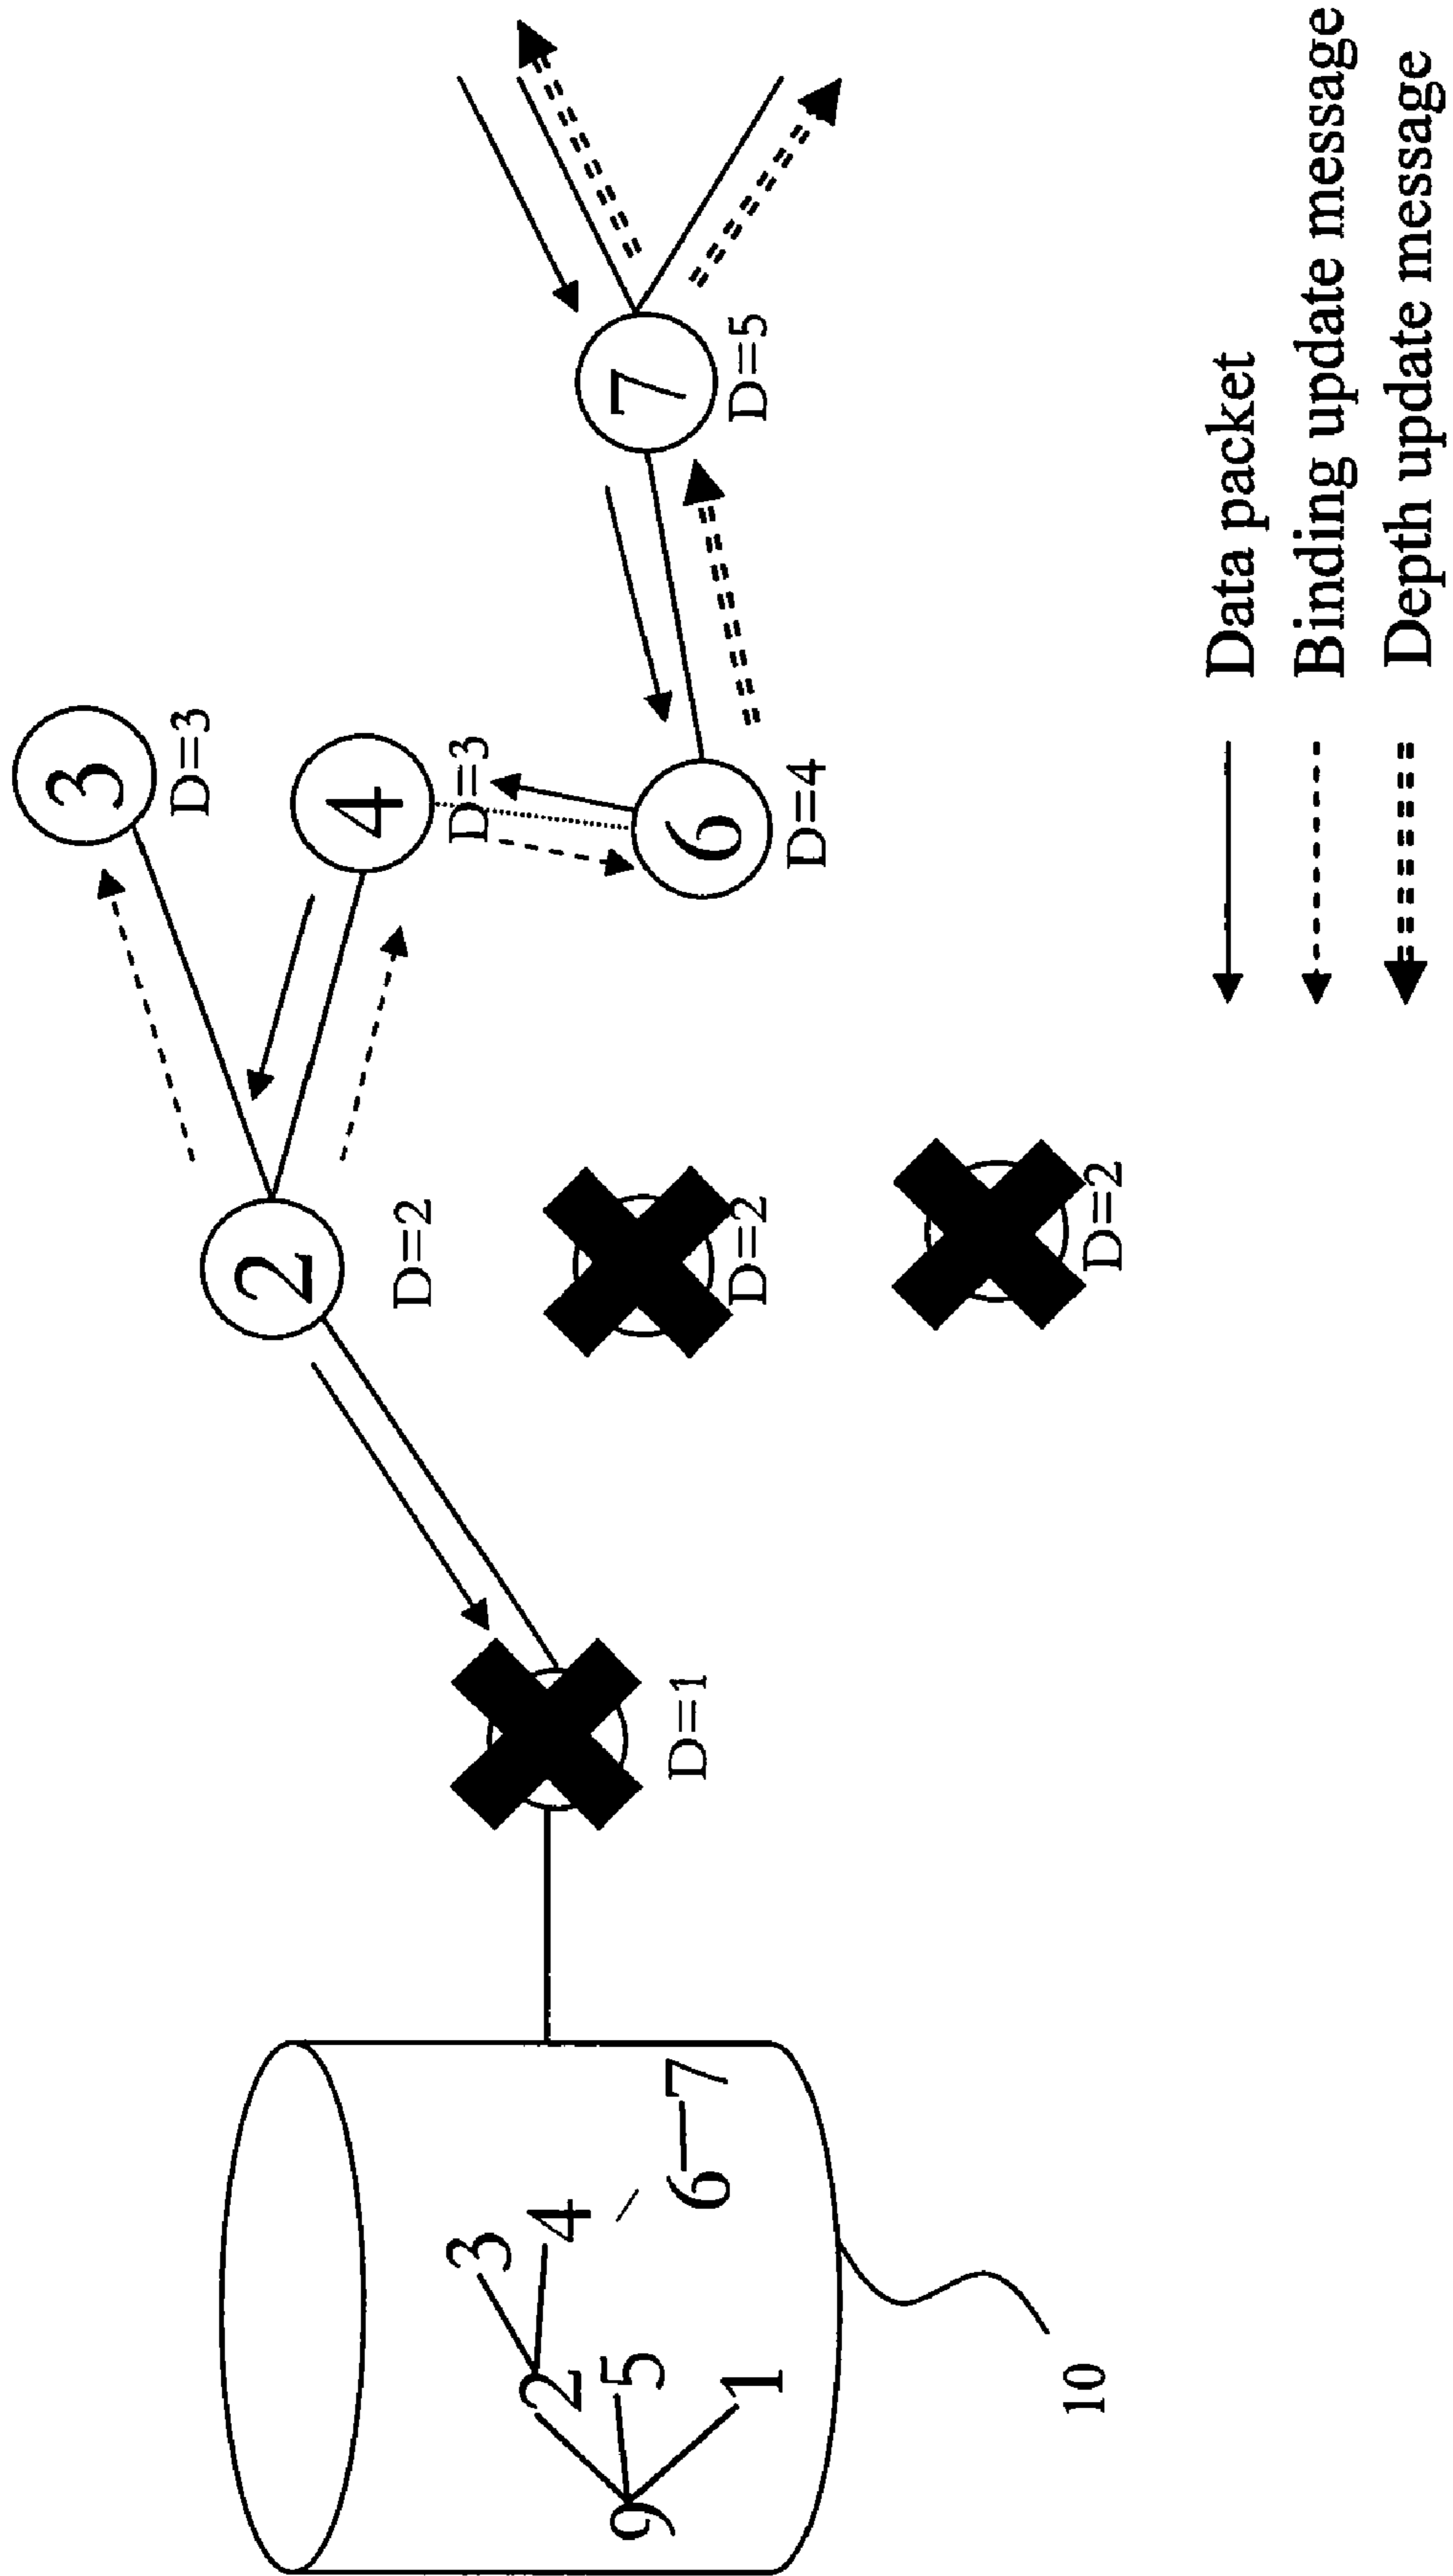 3
D=3
2
4
D=2
D=3
3
4
2
5
9
6
7
1
7
D=1
6
D=2
D=5
D=4
10
D=2
Data packet
Binding update message
Depth update message